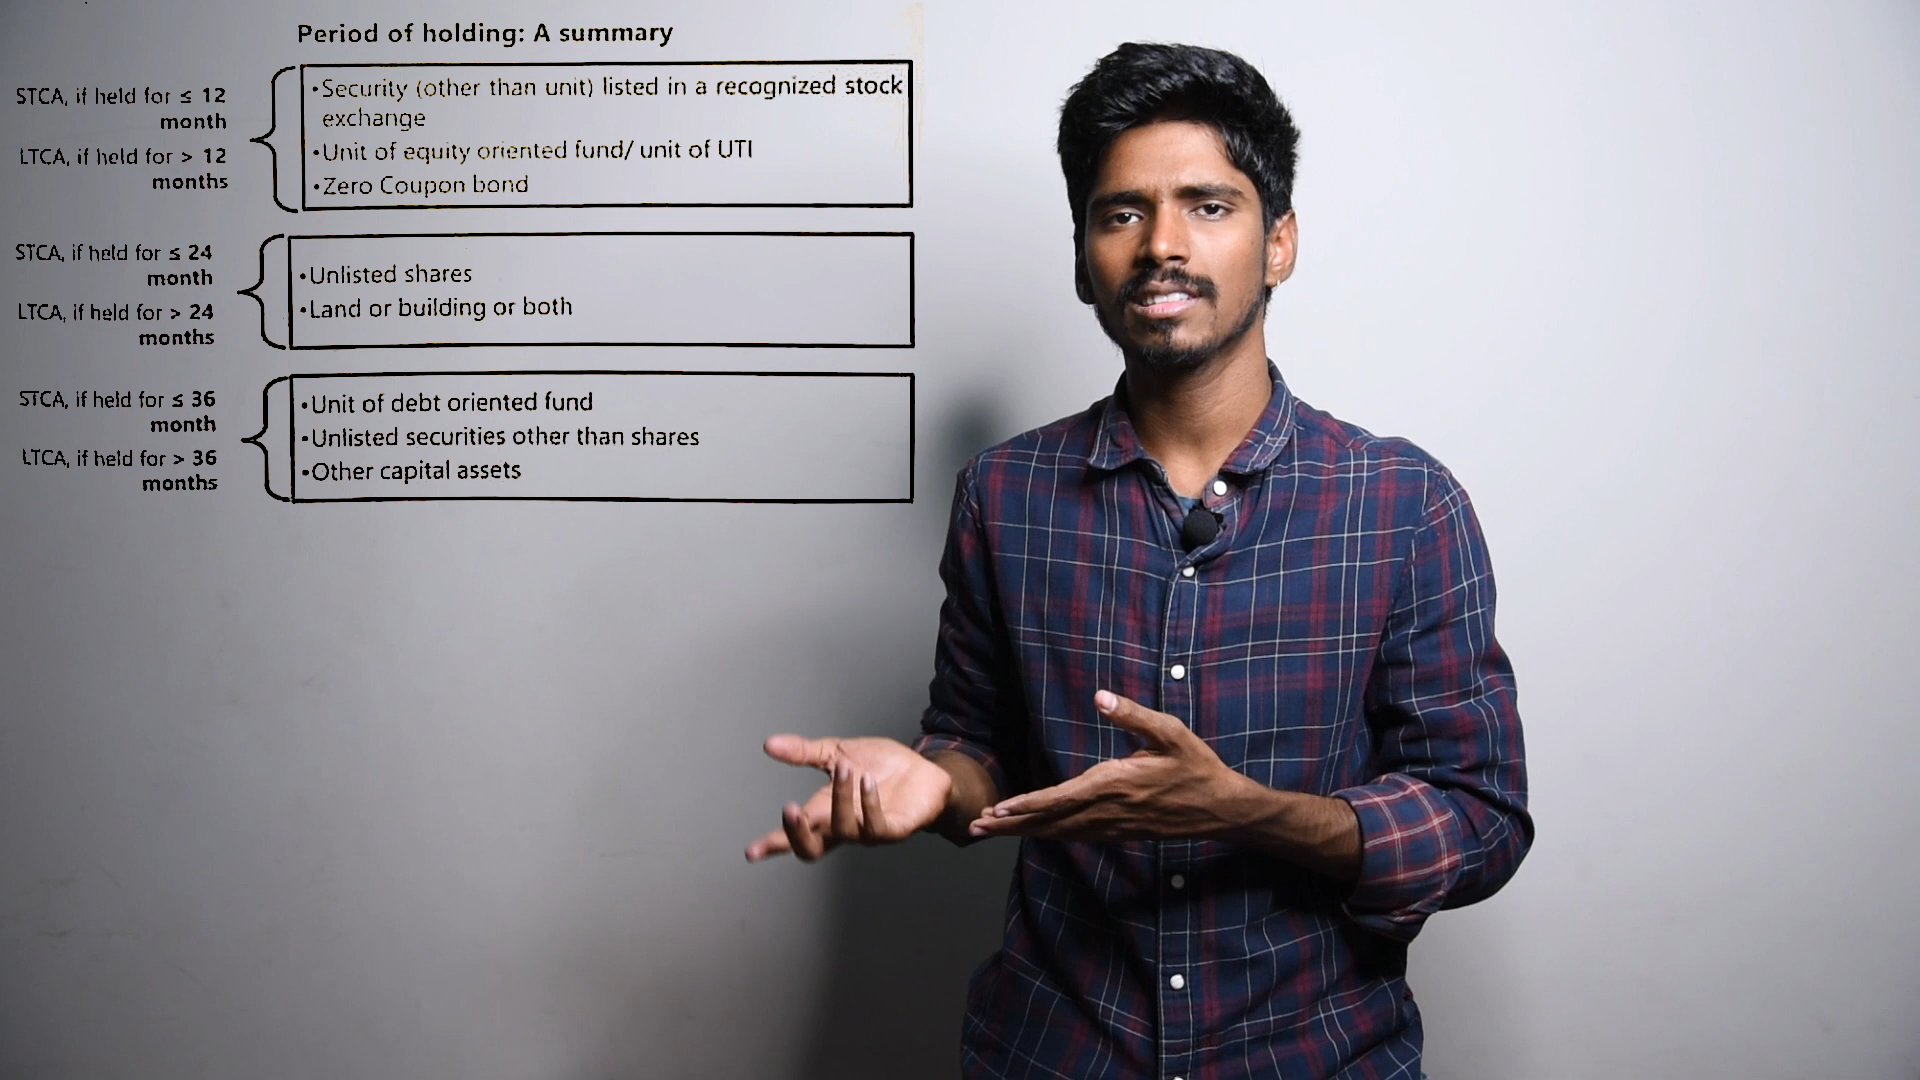 Period of holding: A summary
STCA, if held for ≤ 12
month
LTCA, if held for > 12
months
•Security (other than unit) listed in a recognized stock
exchange
•Unit of equity oriented fund/ unit of UTI
•Zero Coupon bond
STCA, if held for ≤ 24
month
LTCA, if held for > 24
months
•Unlisted shares
•Land or building or both
STCA, if held for ≤ 36
month
LTCA, if held for > 36
months
•Unit of debt oriented fund
•Unlisted securities other than shares
•Other capital assets